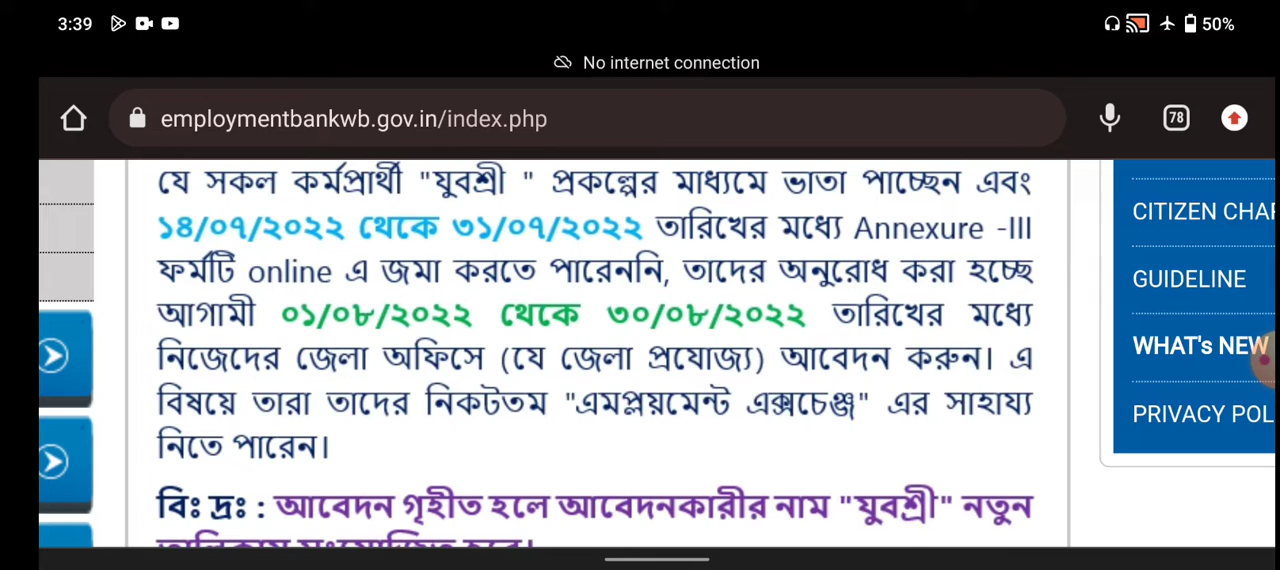 3:39
50%
No internet connection
employmentbankwb.gov.in/index.php
78
যে সকল কর্মপ্রার্থী "যুবশ্রী " প্রকল্পের মাধ্যমে ভাতা পাচ্ছেন এবং
১৪/০৭/২০২২ থেকে ৩১/০৭/২০২২ তারিখের মধ্যে Annexure -III
ফর্মটি online এ জমা করতে পারেননি, তাদের অনুরোধ করা হচ্ছে
আগামী ০১/০৮/২০২২ থেকে ৩০/০৮/২০২২ তারিখের মধ্যে
নিজেদের জেলা অফিসে (যে জেলা প্রযোজ্য) আবেদন করুন। এ
বিষয়ে তারা তাদের নিকটতম "এমপ্লয়মেন্ট এক্সচেঞ্জ" এর সাহায্য
নিতে পারেন।
বিঃ দ্রঃ : আবেদন গৃহীত হলে আবেদনকারীর নাম "যুবশ্রী" নতুন
CITIZEN CHAR
GUIDELINE
WHAT's NEW
PRIVACY POL